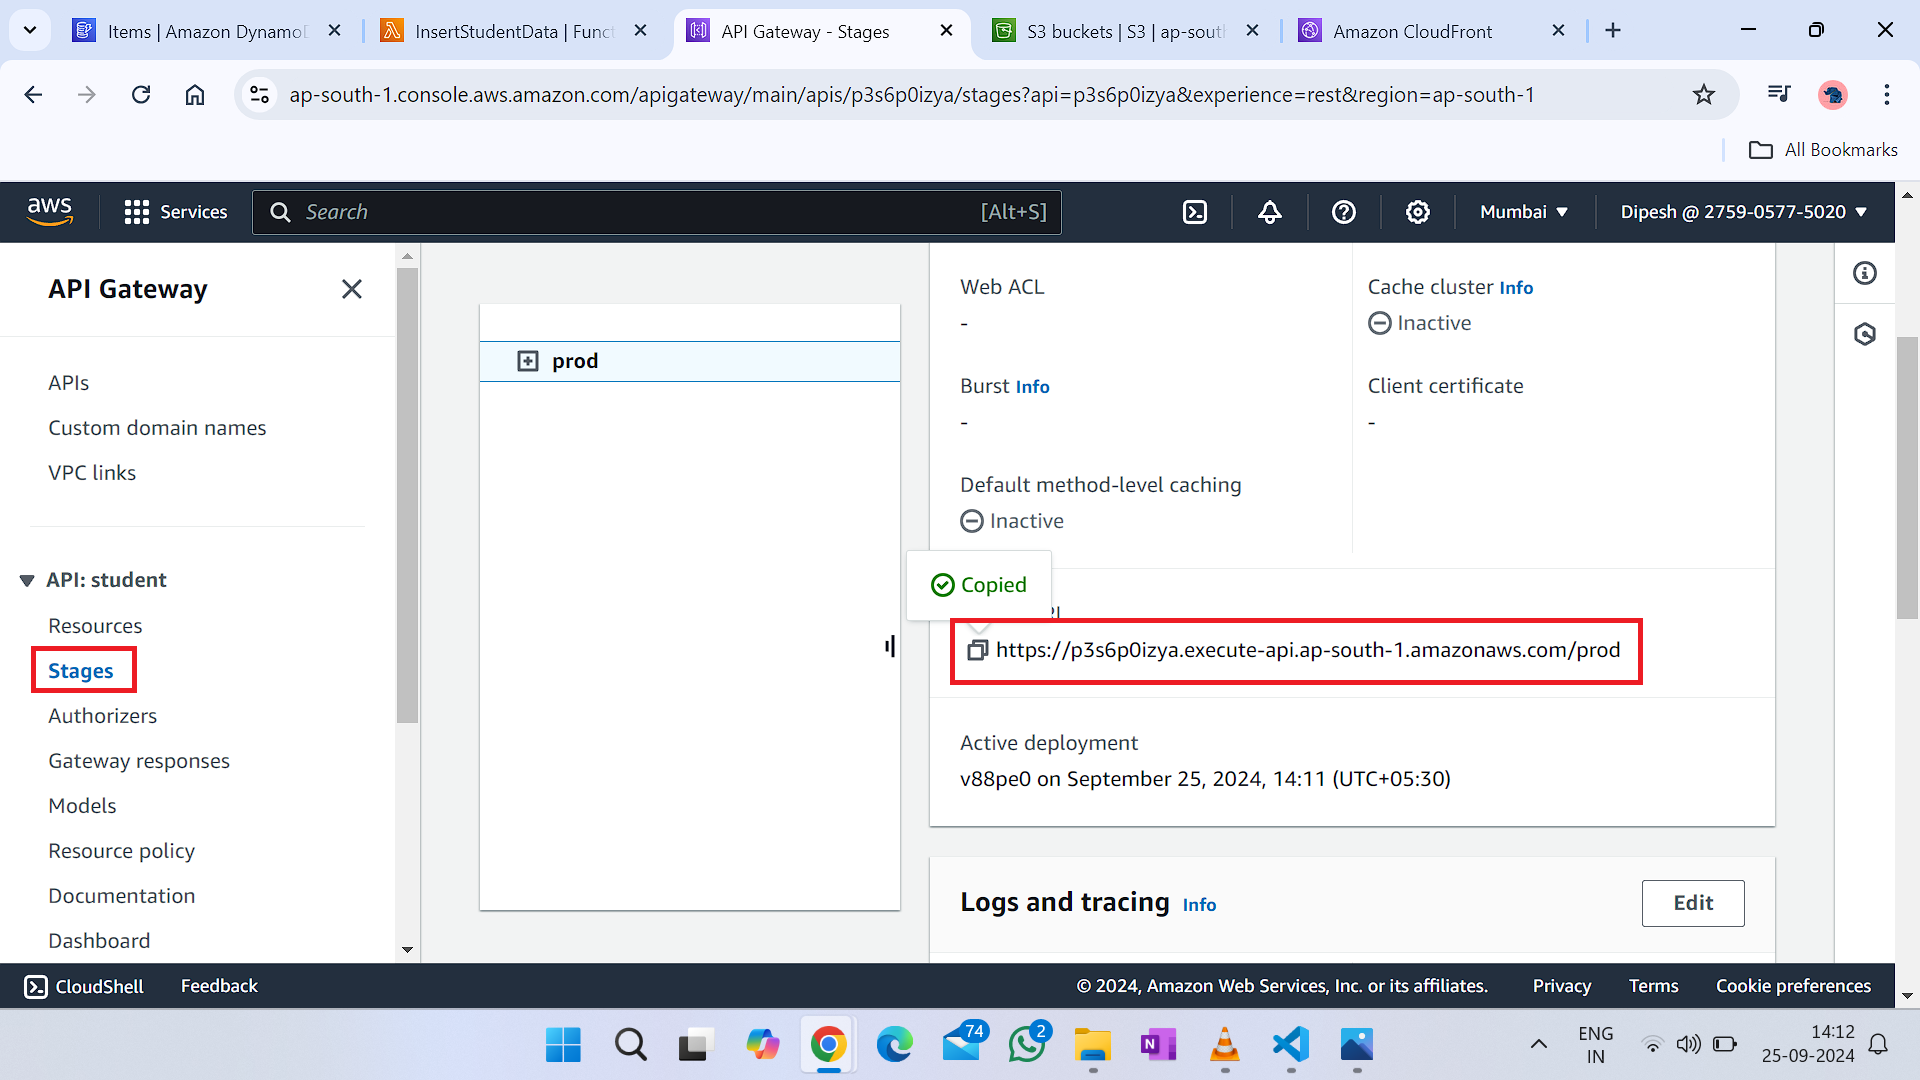 Items | Amazon Dynamo
InsertStudentData | Funct
API Gateway - Stages
S3 buckets | S3 | ap-sout
Amazon CloudFront
ap-south-1.console.aws.amazon.com/apigateway/main/apis/p3s6p0izya/stages?api=p3s6p0izya&experience=rest&region=ap-south-1
All Bookmarks
aws
Services
Search
[Alt+S]
Mumbai
Dipesh @ 2759-0577-5020
API Gateway
APIs
Custom domain names
VPC links
API: student
Resources
Stages
Authorizers
Gateway responses
Models
Resource policy
Documentation
Dashboard
prod
Web ACL
-
Cache cluster Info
Inactive
Burst Info
-
Client certificate
-
Default method-level caching
Inactive
Copied
https://p3s6p0izya.execute-api.ap-south-1.amazonaws.com/prod
Active deployment
v88pe0 on September 25, 2024, 14:11 (UTC+05:30)
Logs and tracing Info
Edit
CloudShell
Feedback
© 2024, Amazon Web Services, Inc. or its affiliates.
Privacy
Terms
Cookie preferences
74
2
N
ENG
IN
14:12
25-09-2024